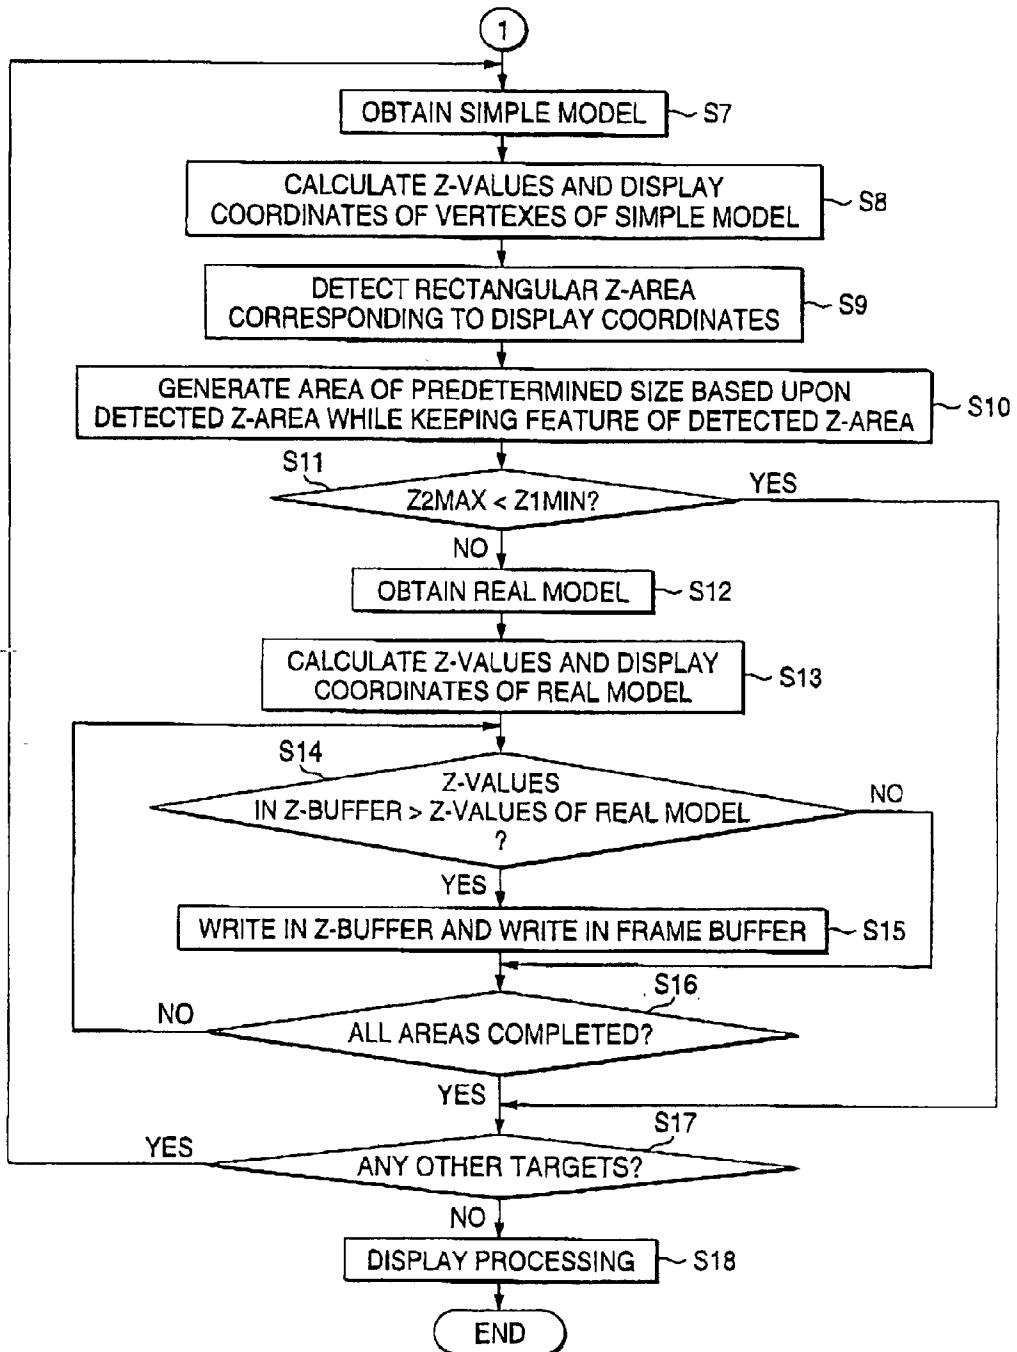 1
OBTAIN SIMPLE MODEL
S7
CALCULATE Z-VALUES AND DISPLAY
COORDINATES OF VERTEXES OF SIMPLE MODEL
S8
DETECT RECTANGULAR Z-AREA
CORRESPONDING TO DISPLAY COORDINATES
S9
GENERATE AREA OF PREDETERMINED SIZE BASED UPON
DETECTED Z-AREA WHILE KEEPING FEATURE OF DETECTED Z-AREA
S10
S11
Z2MAX < Z1MIN?
YES
NO
OBTAIN REAL MODEL
S12
CALCULATE Z-VALUES AND DISPLAY
COORDINATES OF REAL MODEL
S13
S14
Z-VALUES
IN Z-BUFFER > Z-VALUES OF REAL MODEL
?
NO
YES
WRITE IN Z-BUFFER AND WRITE IN FRAME BUFFER
S15
S16
NO
ALL AREAS COMPLETED?
YES
S17
YES
ANY OTHER TARGETS?
NO
DISPLAY PROCESSING
S18
END